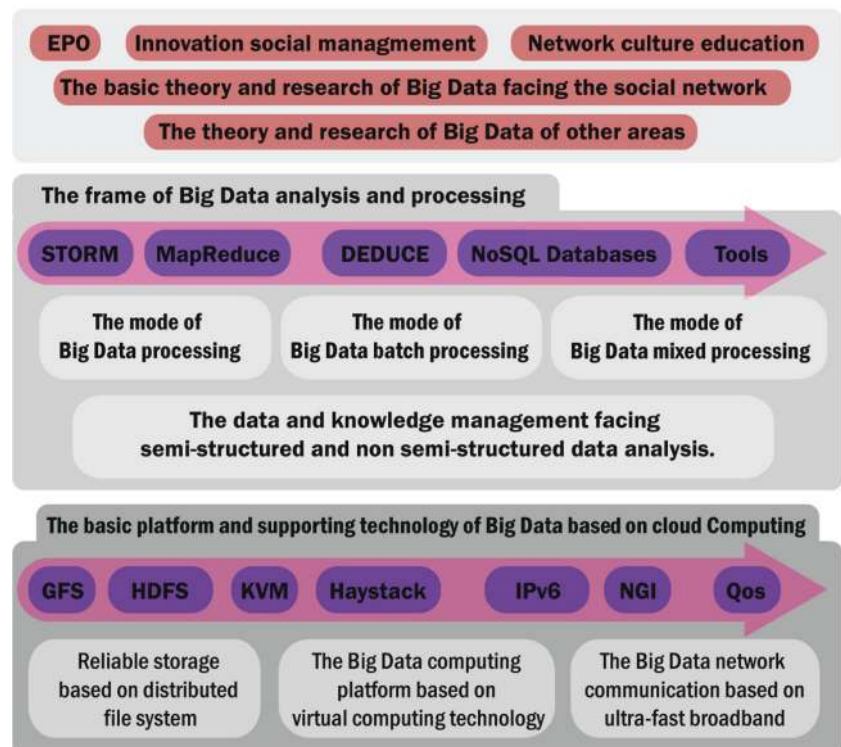 EPO Innovation social managmement Network culture education
The basic theory and research of Big Data facing the social network
The theory and research of Big Data of other areas
The frame of Big Data analysis and processing
STORM MapReduce DEDUCE NoSQL Databases Tools
The mode of
Big Data processing
The mode of
Big Data batch processing
The mode of
Big Data mixed processing
The data and knowledge management facing
semi-structured and non semi-structured data analysis.
The basic platform and supporting technology of Big Data based on cloud Computing
GFS HDFS KVM Haystack IPv6 NGI Qos
Reliable storage
based on distributed
file system
The Big Data computing
platform based on
virtual computing technology
The Big Data network
communication based on
ultra-fast broadband